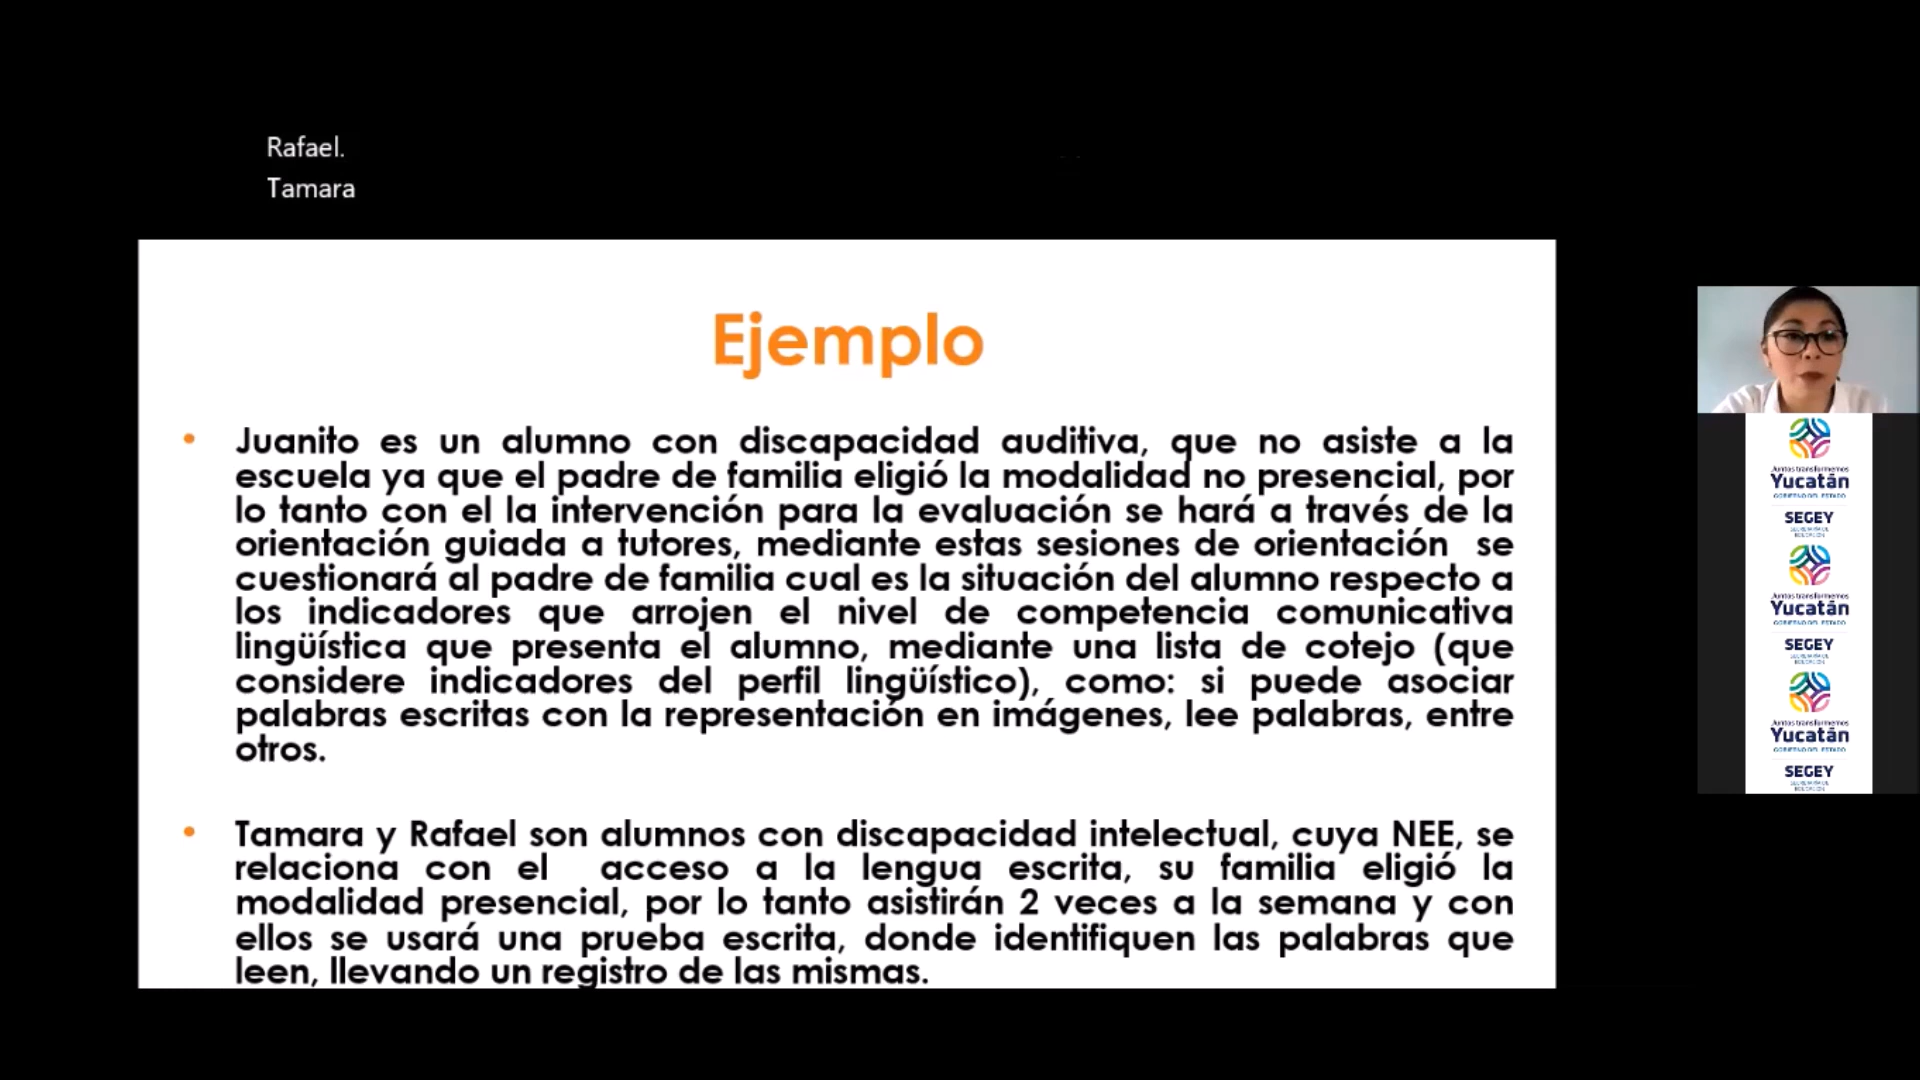 Rafael.
Tamara
Ejemplo
• Juanito es un alumno con discapacidad auditiva, que no asiste a la
escuela ya que el padre de familia eligió la modalidad no presencial, por
lo tanto con el la intervención para la evaluación se hará a través de la
orientación guiada a tutores, mediante estas sesiones de orientación se
cuestionará al padre de familia cual es la situación del alumno respecto a
los indicadores que arrojen el nivel de competencia comunicativa
lingüística que presenta el alumno, mediante una lista de cotejo (que
considere indicadores del perfil lingüístico), como: si puede asociar
palabras escritas con la representación en imágenes, lee palabras, entre
otros.
• Tamara y Rafael son alumnos con discapacidad intelectual, cuya NEE, se
relaciona con el acceso a la lengua escrita, su familia eligió la
modalidad presencial, por lo tanto asistirán 2 veces a la semana y con
ellos se usará una prueba escrita, donde identifiquen las palabras que
leen, llevando un registro de las mismas.
Juntos transformemos
Yucatán
GOBIERNO DEL ESTADO
SEGEY
SECRETARÍA DE
EDUCACIÓN
Juntos transformemos
Yucatán
GOBIERNO DEL ESTADO
SEGEY
SECRETARÍA DE
EDUCACIÓN
Juntos transformemos
Yucatán
GOBIERNO DEL ESTADO
SEGEY
SECRETARÍA DE
EDUCACIÓN